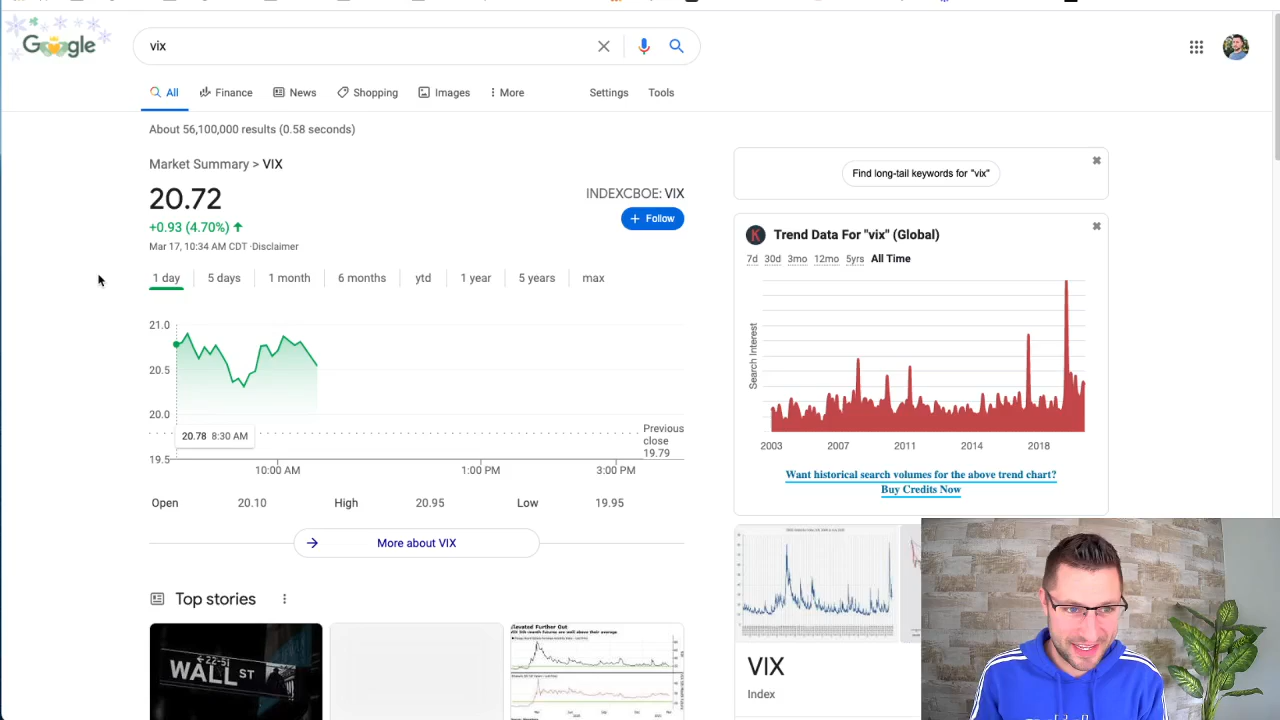 Google
vix
All
Finance
News
Shopping
Images
More
Settings
Tools
About 56,100,000 results (0.58 seconds)
Market Summary > VIX
20.72
INDEXCBOE: VIX
+0.93 (4.70%)
Follow
Mar 17, 10:34 AM CDT ·Disclaimer
1 day
5 days
1 month
6 months
ytd
1 year
5 years
max
21.0
20.5
20.0
19.5
20.78 8:30 AM
Previous
close
19.79
10:00 AM
1:00 PM
3:00 PM
Open 20.10
High 20.95
Low 19.95
More about VIX
Top stories
WALL ST
Elevated Further Out
Find long-tail keywords for "vix"
K
Trend Data For "vix" (Global)
7d 30d 3mo 12mo 5yrs All Time
Search Interest
2003 2007 2011 2014 2018
Want historical search volumes for the above trend chart?
Buy Credits Now
VIX
Index